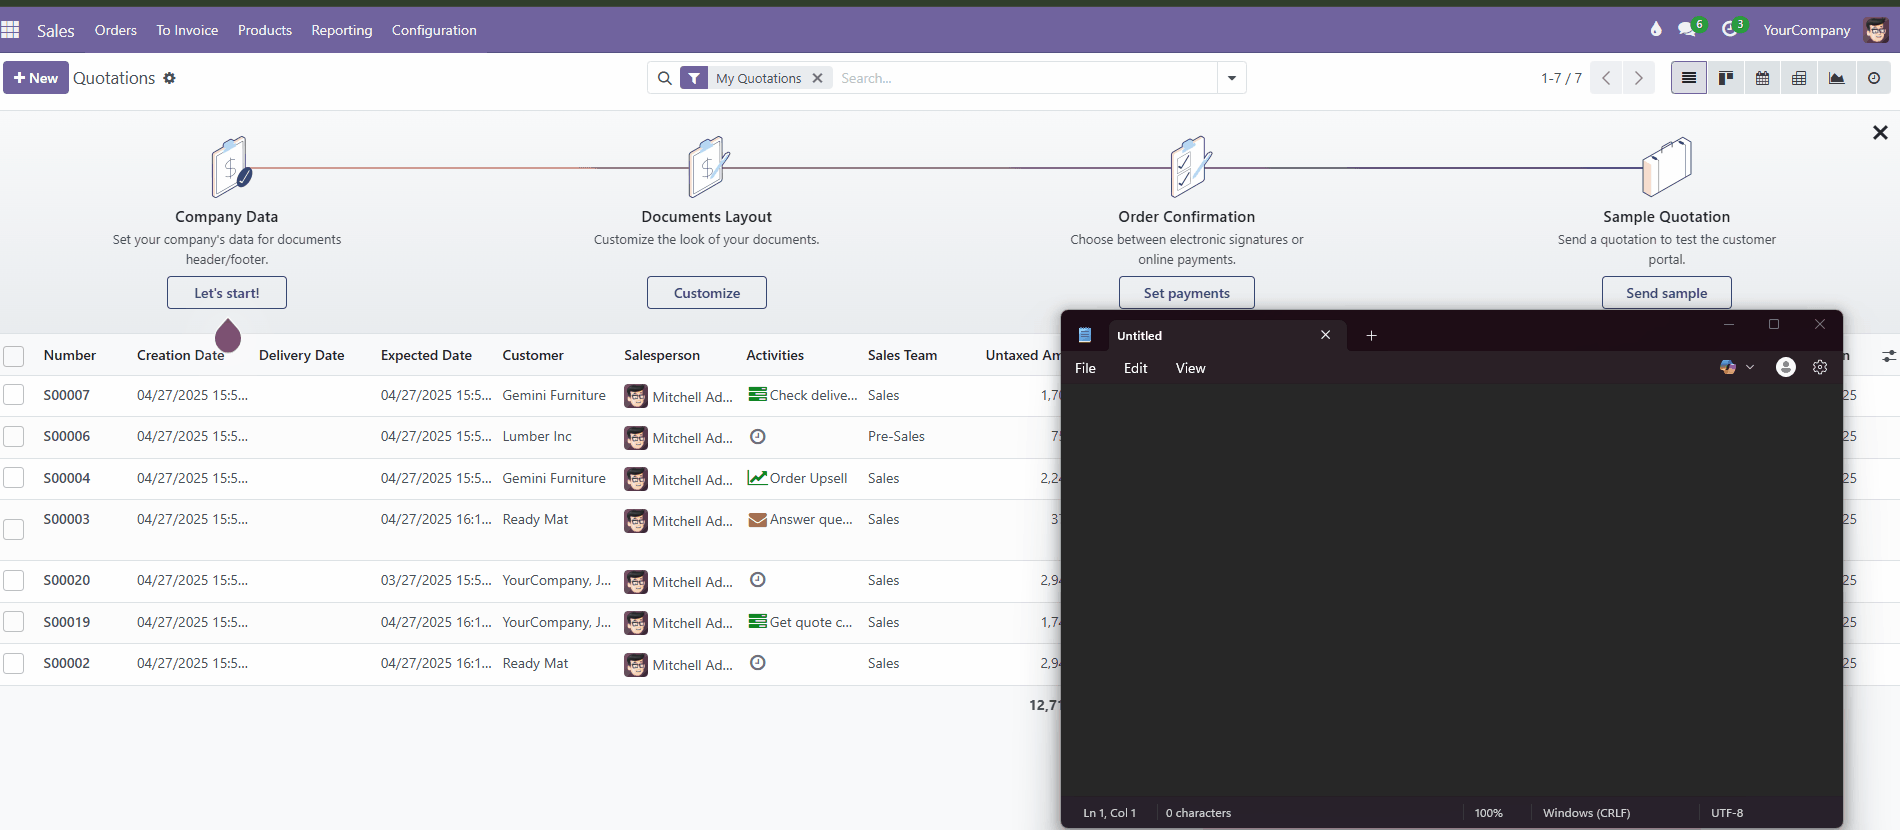 Sales Orders To Invoice Products Reporting Configuration 6 3 YourCompany
New Quotations My Quotations Search... 1-7 / 7
Company Data Documents Layout Order Confirmation Sample Quotation
Set your company's data for documents Customize the look of your documents. Choose between electronic signatures or Send a quotation to test the customer
header/footer. online payments. portal.
Let's start! Customize Set payments Send sample
Number Creation Date Delivery Date Expected Date Customer Salesperson Activities Sales Team Untaxed Am
S00007 04/27/2025 15:5... 04/27/2025 15:5... Gemini Furniture Mitchell Ad... Check delive... Sales 1,70 25
S00006 04/27/2025 15:5... 04/27/2025 15:5... Lumber Inc Mitchell Ad... Pre-Sales 75 25
S00004 04/27/2025 15:5... 04/27/2025 15:5... Gemini Furniture Mitchell Ad... Order Upsell Sales 2,24 25
S00003 04/27/2025 15:5... 04/27/2025 16:1... Ready Mat Mitchell Ad... Answer que... Sales 37 25
S00020 04/27/2025 15:5... 03/27/2025 15:5... YourCompany, J... Mitchell Ad... Sales 2,94 25
S00019 04/27/2025 15:5... 04/27/2025 16:1... YourCompany, J... Mitchell Ad... Get quote c... Sales 1,74 25
S00002 04/27/2025 15:5... 04/27/2025 16:1... Ready Mat Mitchell Ad... Sales 2,94 25
12,71
Untitled
File Edit View
Ln 1, Col 1 0 characters 100% Windows (CRLF) UTF-8